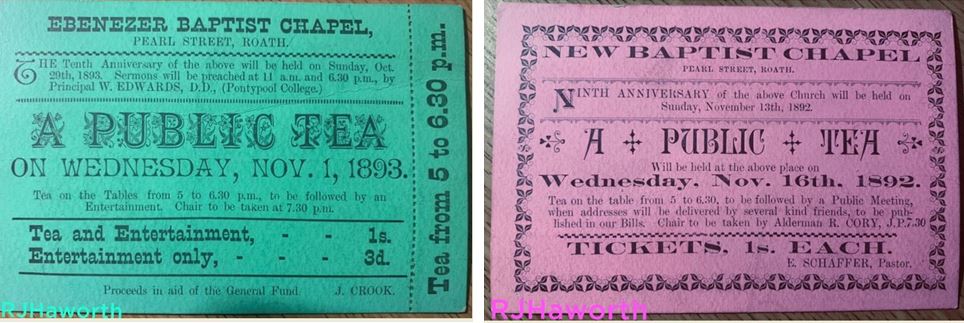 EBENEZER BAPTIST CHAPEL,
PEARL STREET, ROATH.
THE Tenth Anniversary of the above will be held on Sunday, Oct.
29th, 1893. Sermons will be preached at 11 a.m. and 6.30 p.m., by
Principal W. EDWARDS, D.D., (Pontypool College.)
A PUBLIC TEA
ON WEDNESDAY, NOV. 1, 1893.
Tea on the Tables from 5 to 6.30 p.m., to be followed by an
Entertainment. Chair to be taken at 7.30 p.m.
Tea and Entertainment, - - 1s.
Entertainment only, - - - 3d.
Proceeds in aid of the General Fund. J. CROOK.
Tea from 5 to 6.30 p.m.
RJHaworth
NEW BAPTIST CHAPEL
PEARL STREET, ROATH.
NINTH ANNIVERSARY of the above Church will be held on
Sunday, November 13th, 1892.
A PUBLIC TEA
Will be held at the above place on
Wednesday, Nov. 16th, 1892.
Tea on the table from 5 to 6.30, to be followed by a Public Meeting,
when addresses will be delivered by several kind friends, to be pub-
lished in our Bills. Chair to be taken by Alderman R. CORY, J.P.7.30
TICKETS, 1s. EACH.
E. SCHAFFER, Pastor.
RJHaworth